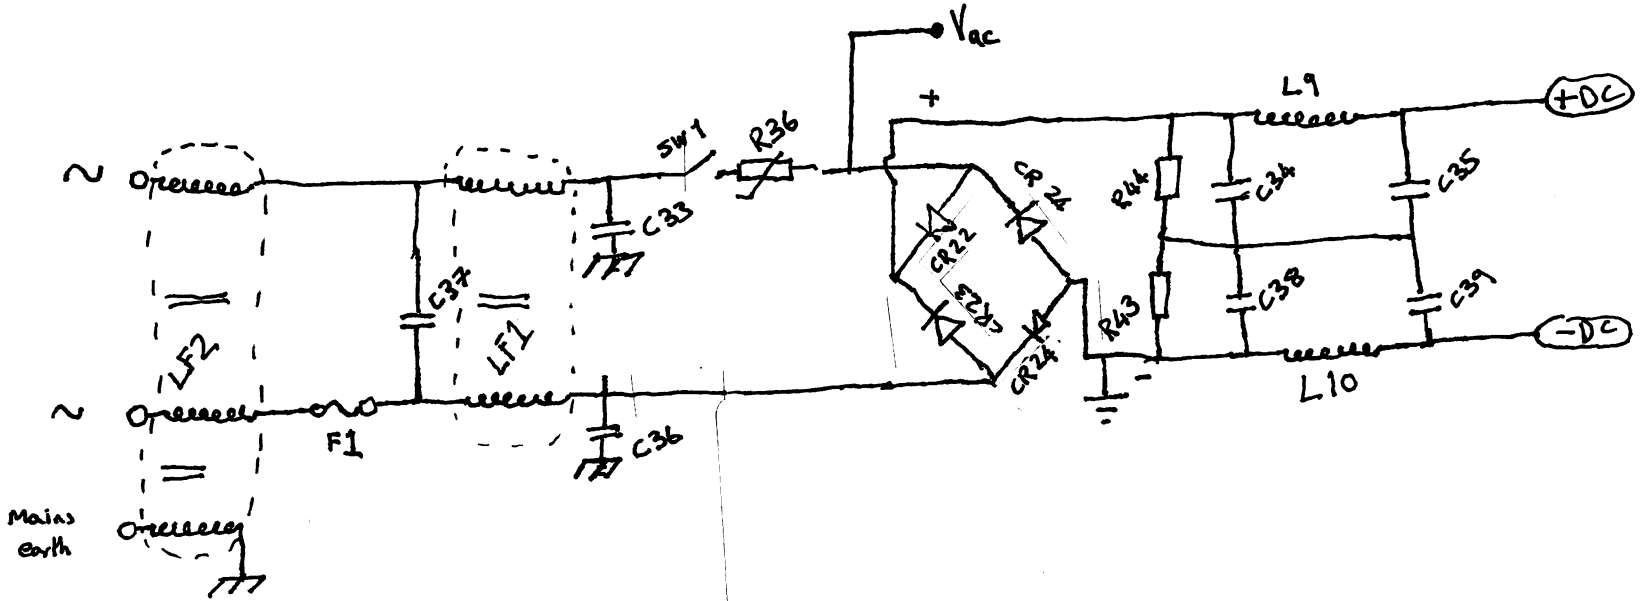 Vac
+
L9
+DC
~
SW1
R36
CR24
R44
C34
C35
C33
CR22
C37
LF1
CR23
LF2
R43
C38
C39
CR24
-
-DC
L10
~
F1
C36
Mains
earth